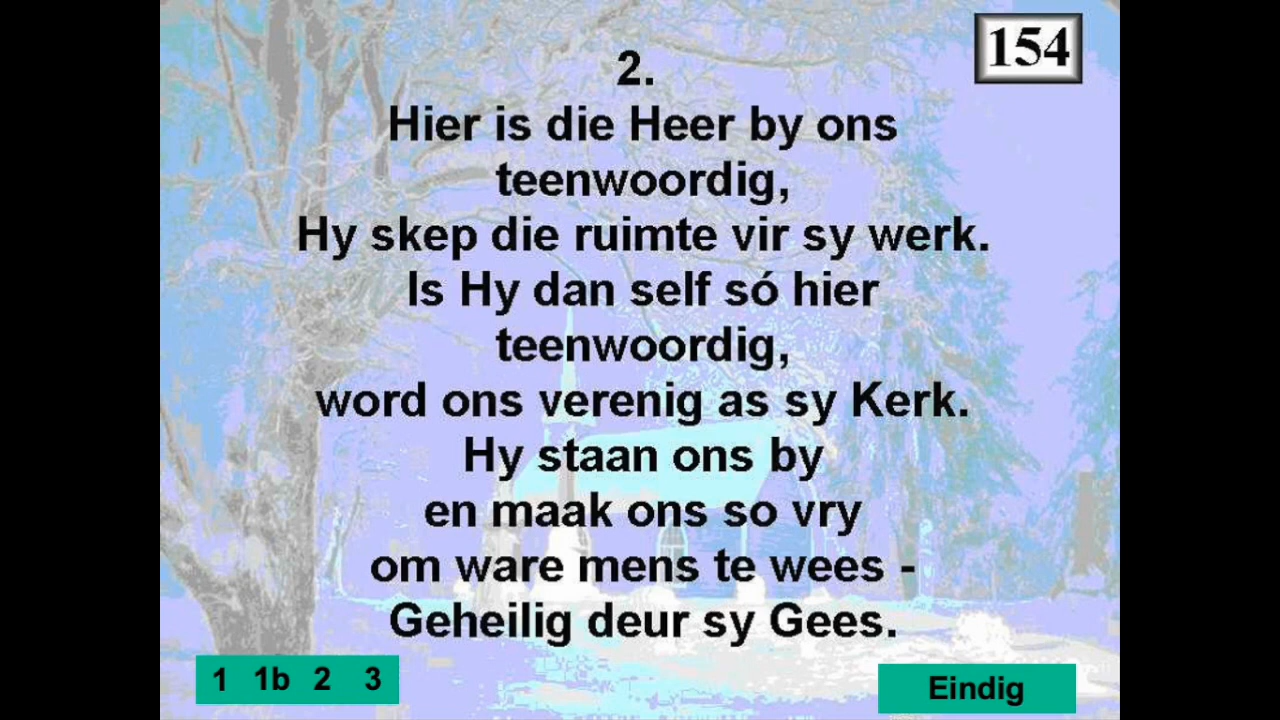 154
2.
Hier is die Heer by ons
teenwoordig,
Hy skep die ruimte vir sy werk.
Is Hy dan self só hier
teenwoordig,
word ons verenig as sy Kerk.
Hy staan ons by
en maak ons so vry
om ware mens te wees -
Geheilig deur sy Gees.
1 1b 2 3
Eindig